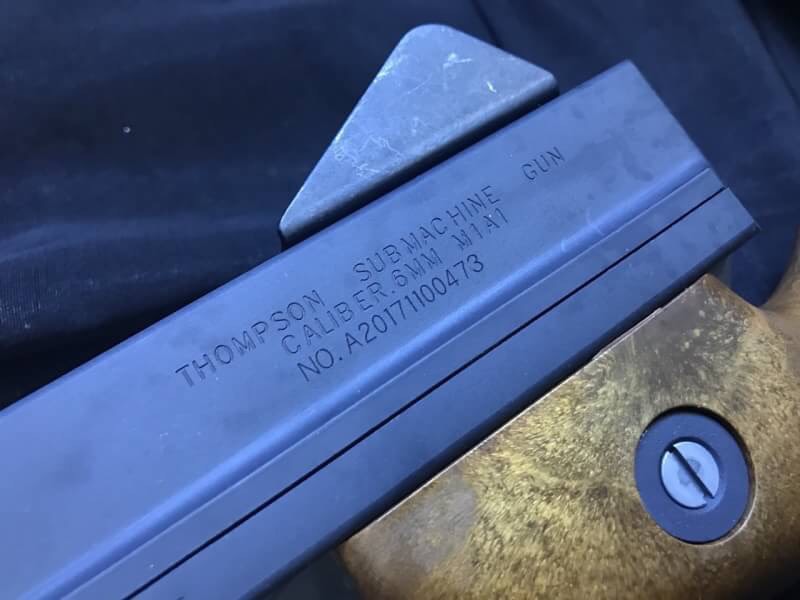 THOMPSON SUBMACHINE GUN
CALIBER.6MM M1A1
NO.A20171100473